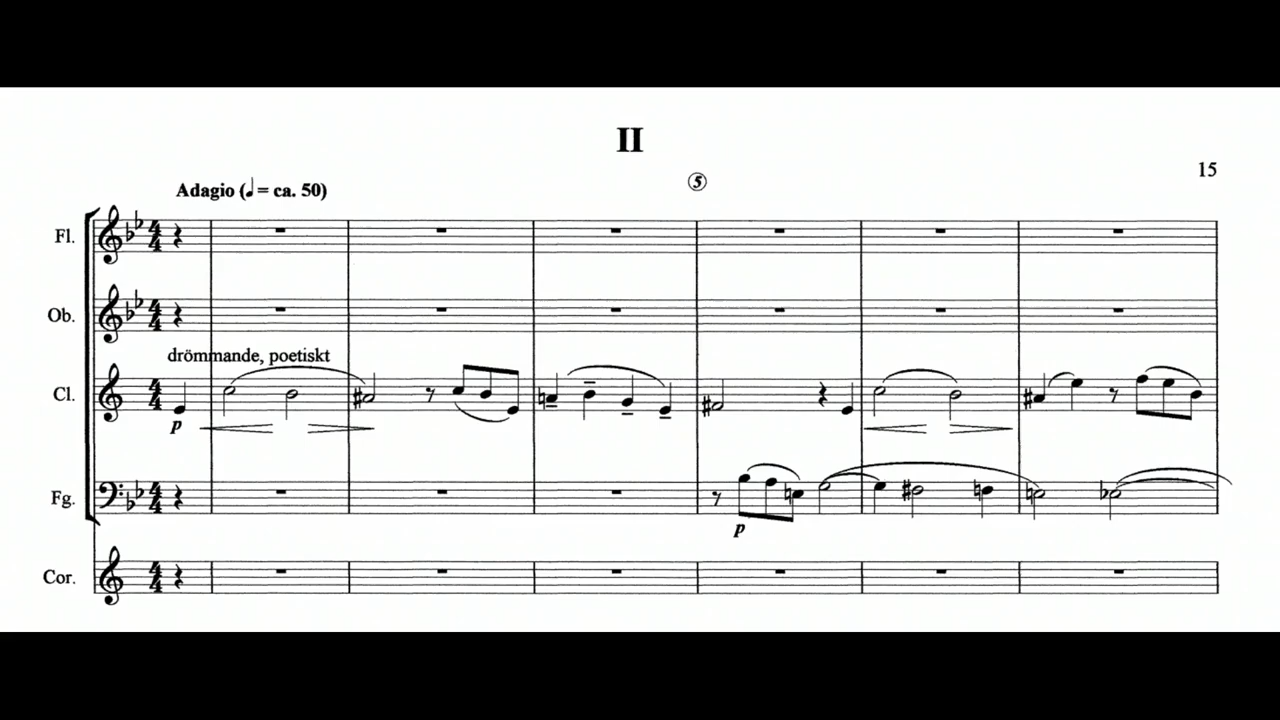 II
15
5
Adagio (♩ = ca. 50)
Fl.
Ob.
drömmande, poetiskt
Cl.
p
Fg.
p
Cor.